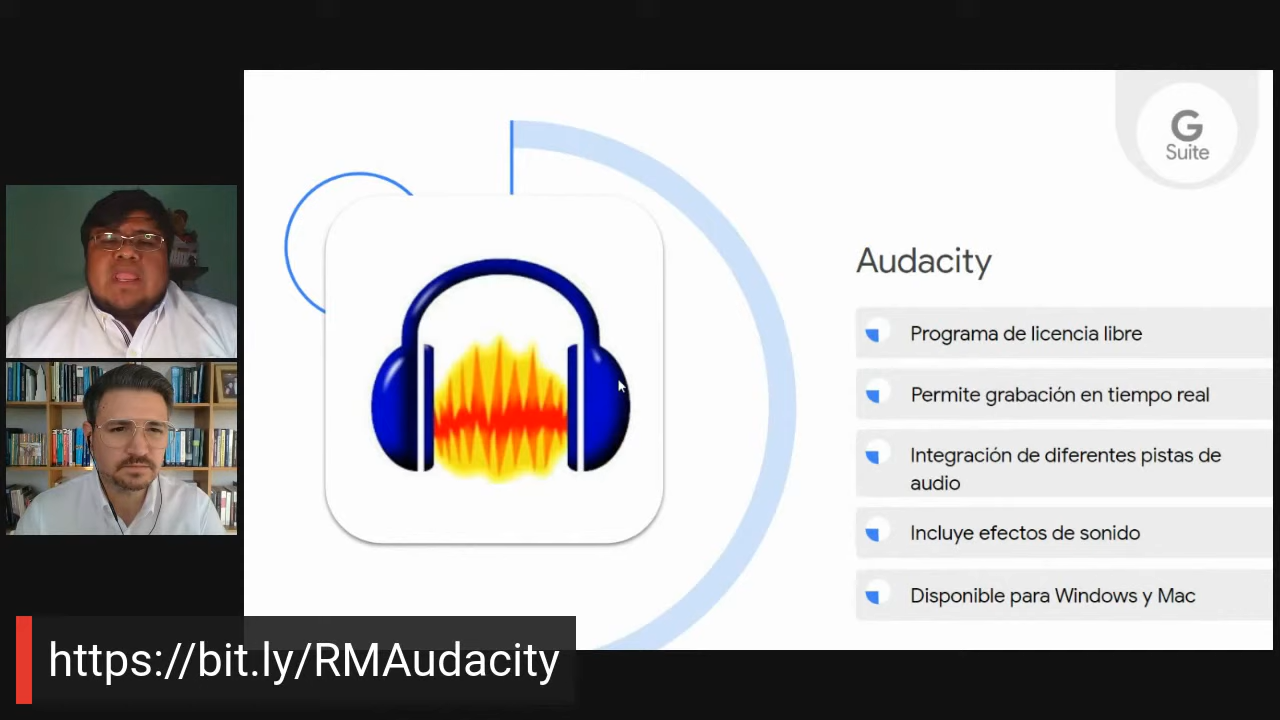 G
Suite
Audacity
Programa de licencia libre
Permite grabación en tiempo real
Integración de diferentes pistas de
audio
Incluye efectos de sonido
Disponible para Windows y Mac
https://bit.ly/RMAudacity